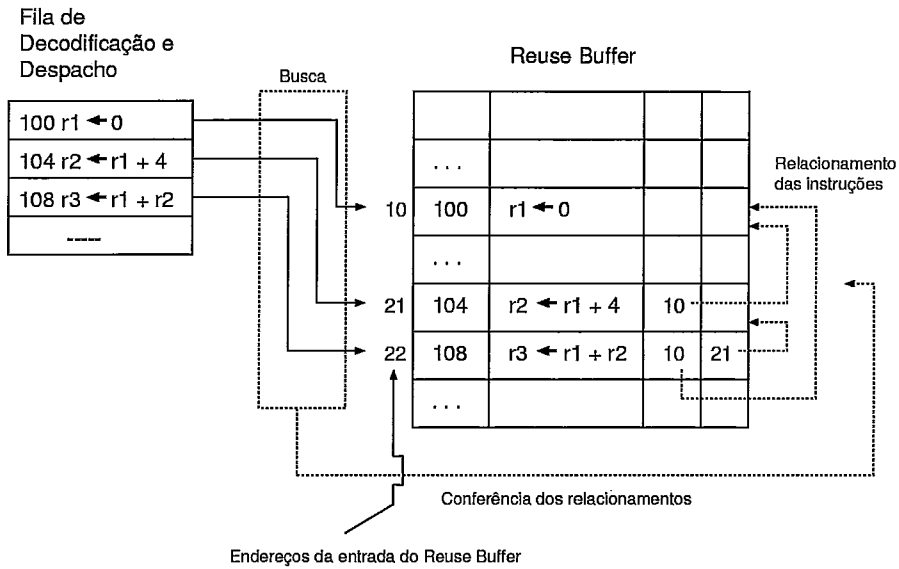 Fila de
Decodificação e
Despacho
Busca
Reuse Buffer
100 r1 ← 0
104 r2 ← r1 + 4
108 r3 ← r1 + r2
-----
. . .
10 100 r1 ← 0
. . .
21 104 r2 ← r1 + 4 10
22 108 r3 ← r1 + r2 10 21
. . .
Relacionamento
das instruções
Conferência dos relacionamentos
Endereços da entrada do Reuse Buffer